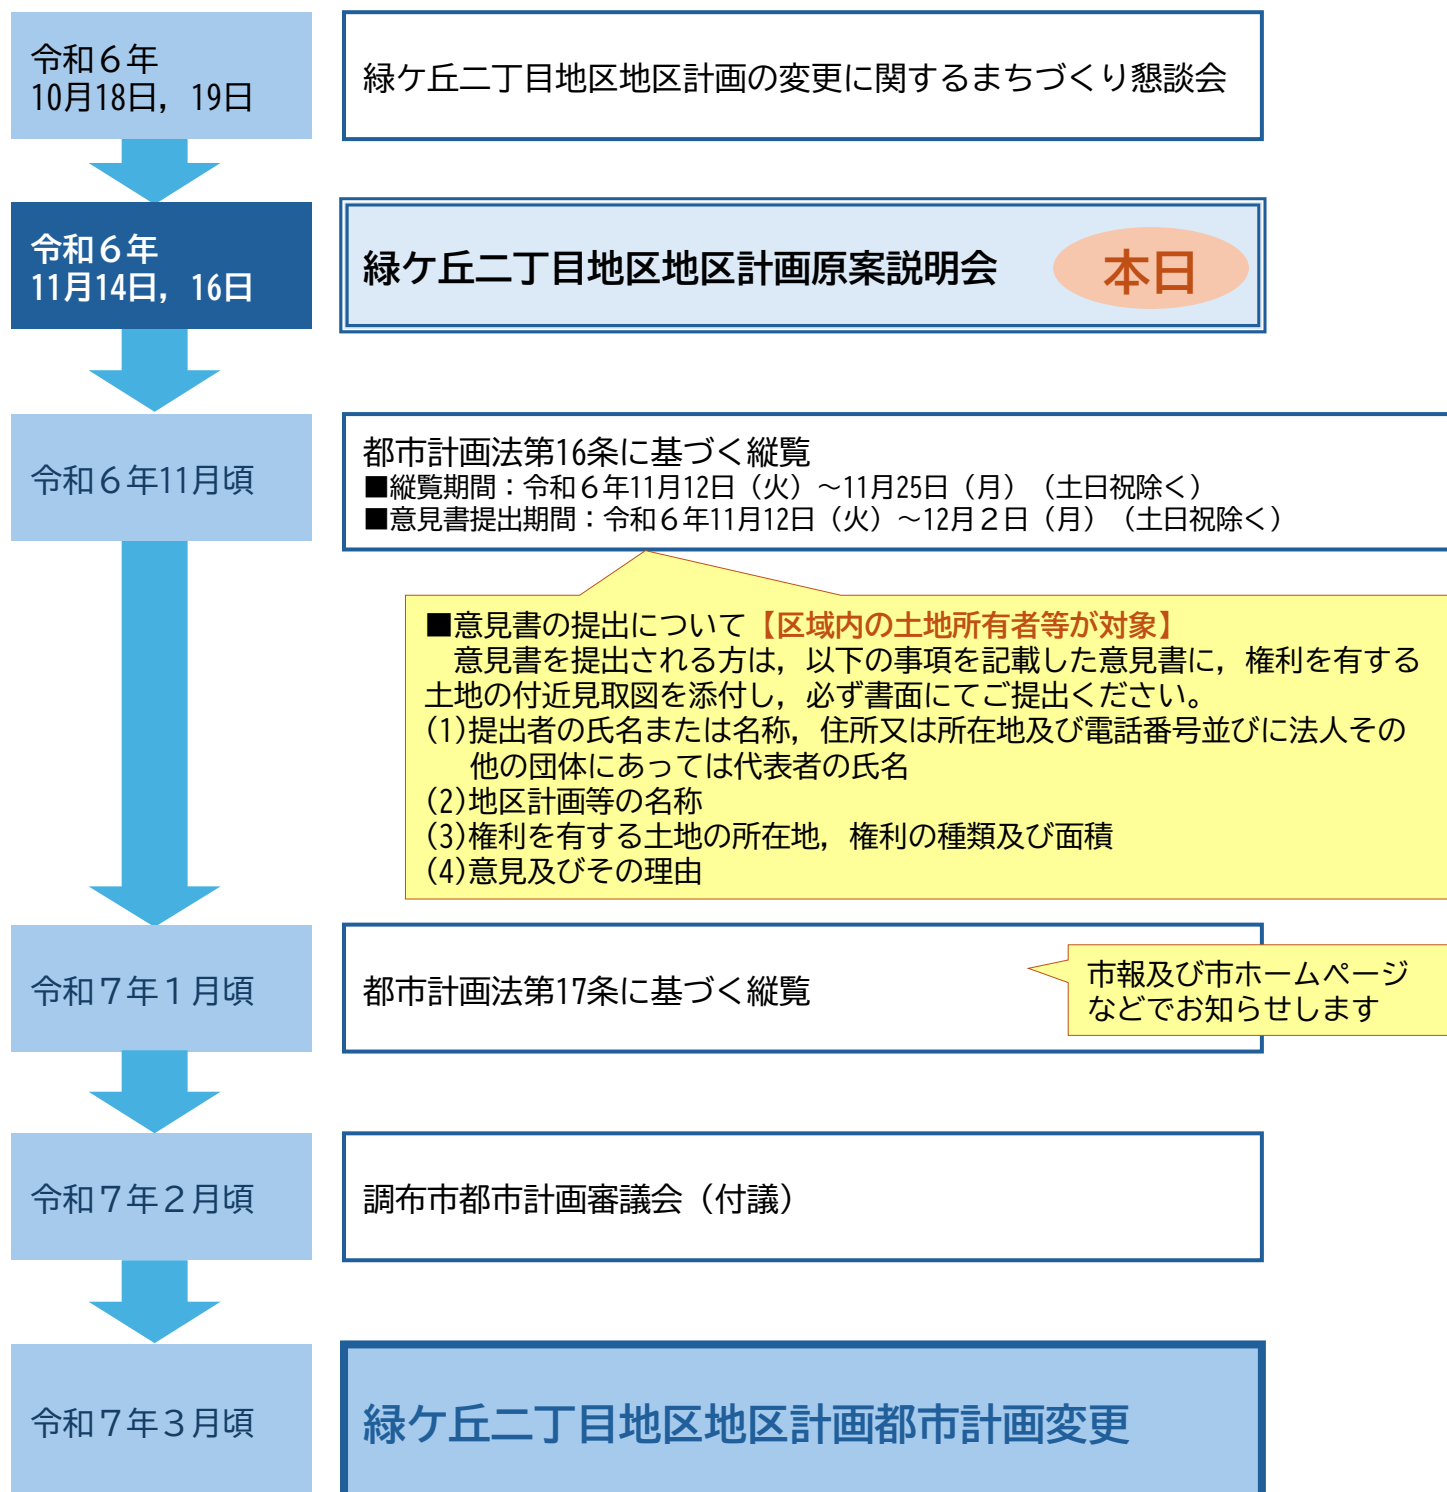 令和６年
10月18日，19日
緑ケ丘二丁目地区地区計画の変更に関するまちづくり懇談会
令和６年
11月14日，16日
緑ケ丘二丁目地区地区計画原案説明会
本日
令和６年11月頃
都市計画法第16条に基づく縦覧
■縦覧期間：令和６年11月12日（火）～11月25日（月）（土日祝除く）
■意見書提出期間：令和６年11月12日（火）～12月２日（月）（土日祝除く）
■意見書の提出について【区域内の土地所有者等が対象】
　意見書を提出される方は，以下の事項を記載した意見書に，権利を有する
土地の付近見取図を添付し，必ず書面にてご提出ください。
(1)提出者の氏名または名称，住所又は所在地及び電話番号並びに法人その
他の団体にあっては代表者の氏名
(2)地区計画等の名称
(3)権利を有する土地の所在地，権利の種類及び面積
(4)意見及びその理由
令和７年１月頃
都市計画法第17条に基づく縦覧
市報及び市ホームページ
などでお知らせします
令和７年２月頃
調布市都市計画審議会（付議）
令和７年３月頃
緑ケ丘二丁目地区地区計画都市計画変更